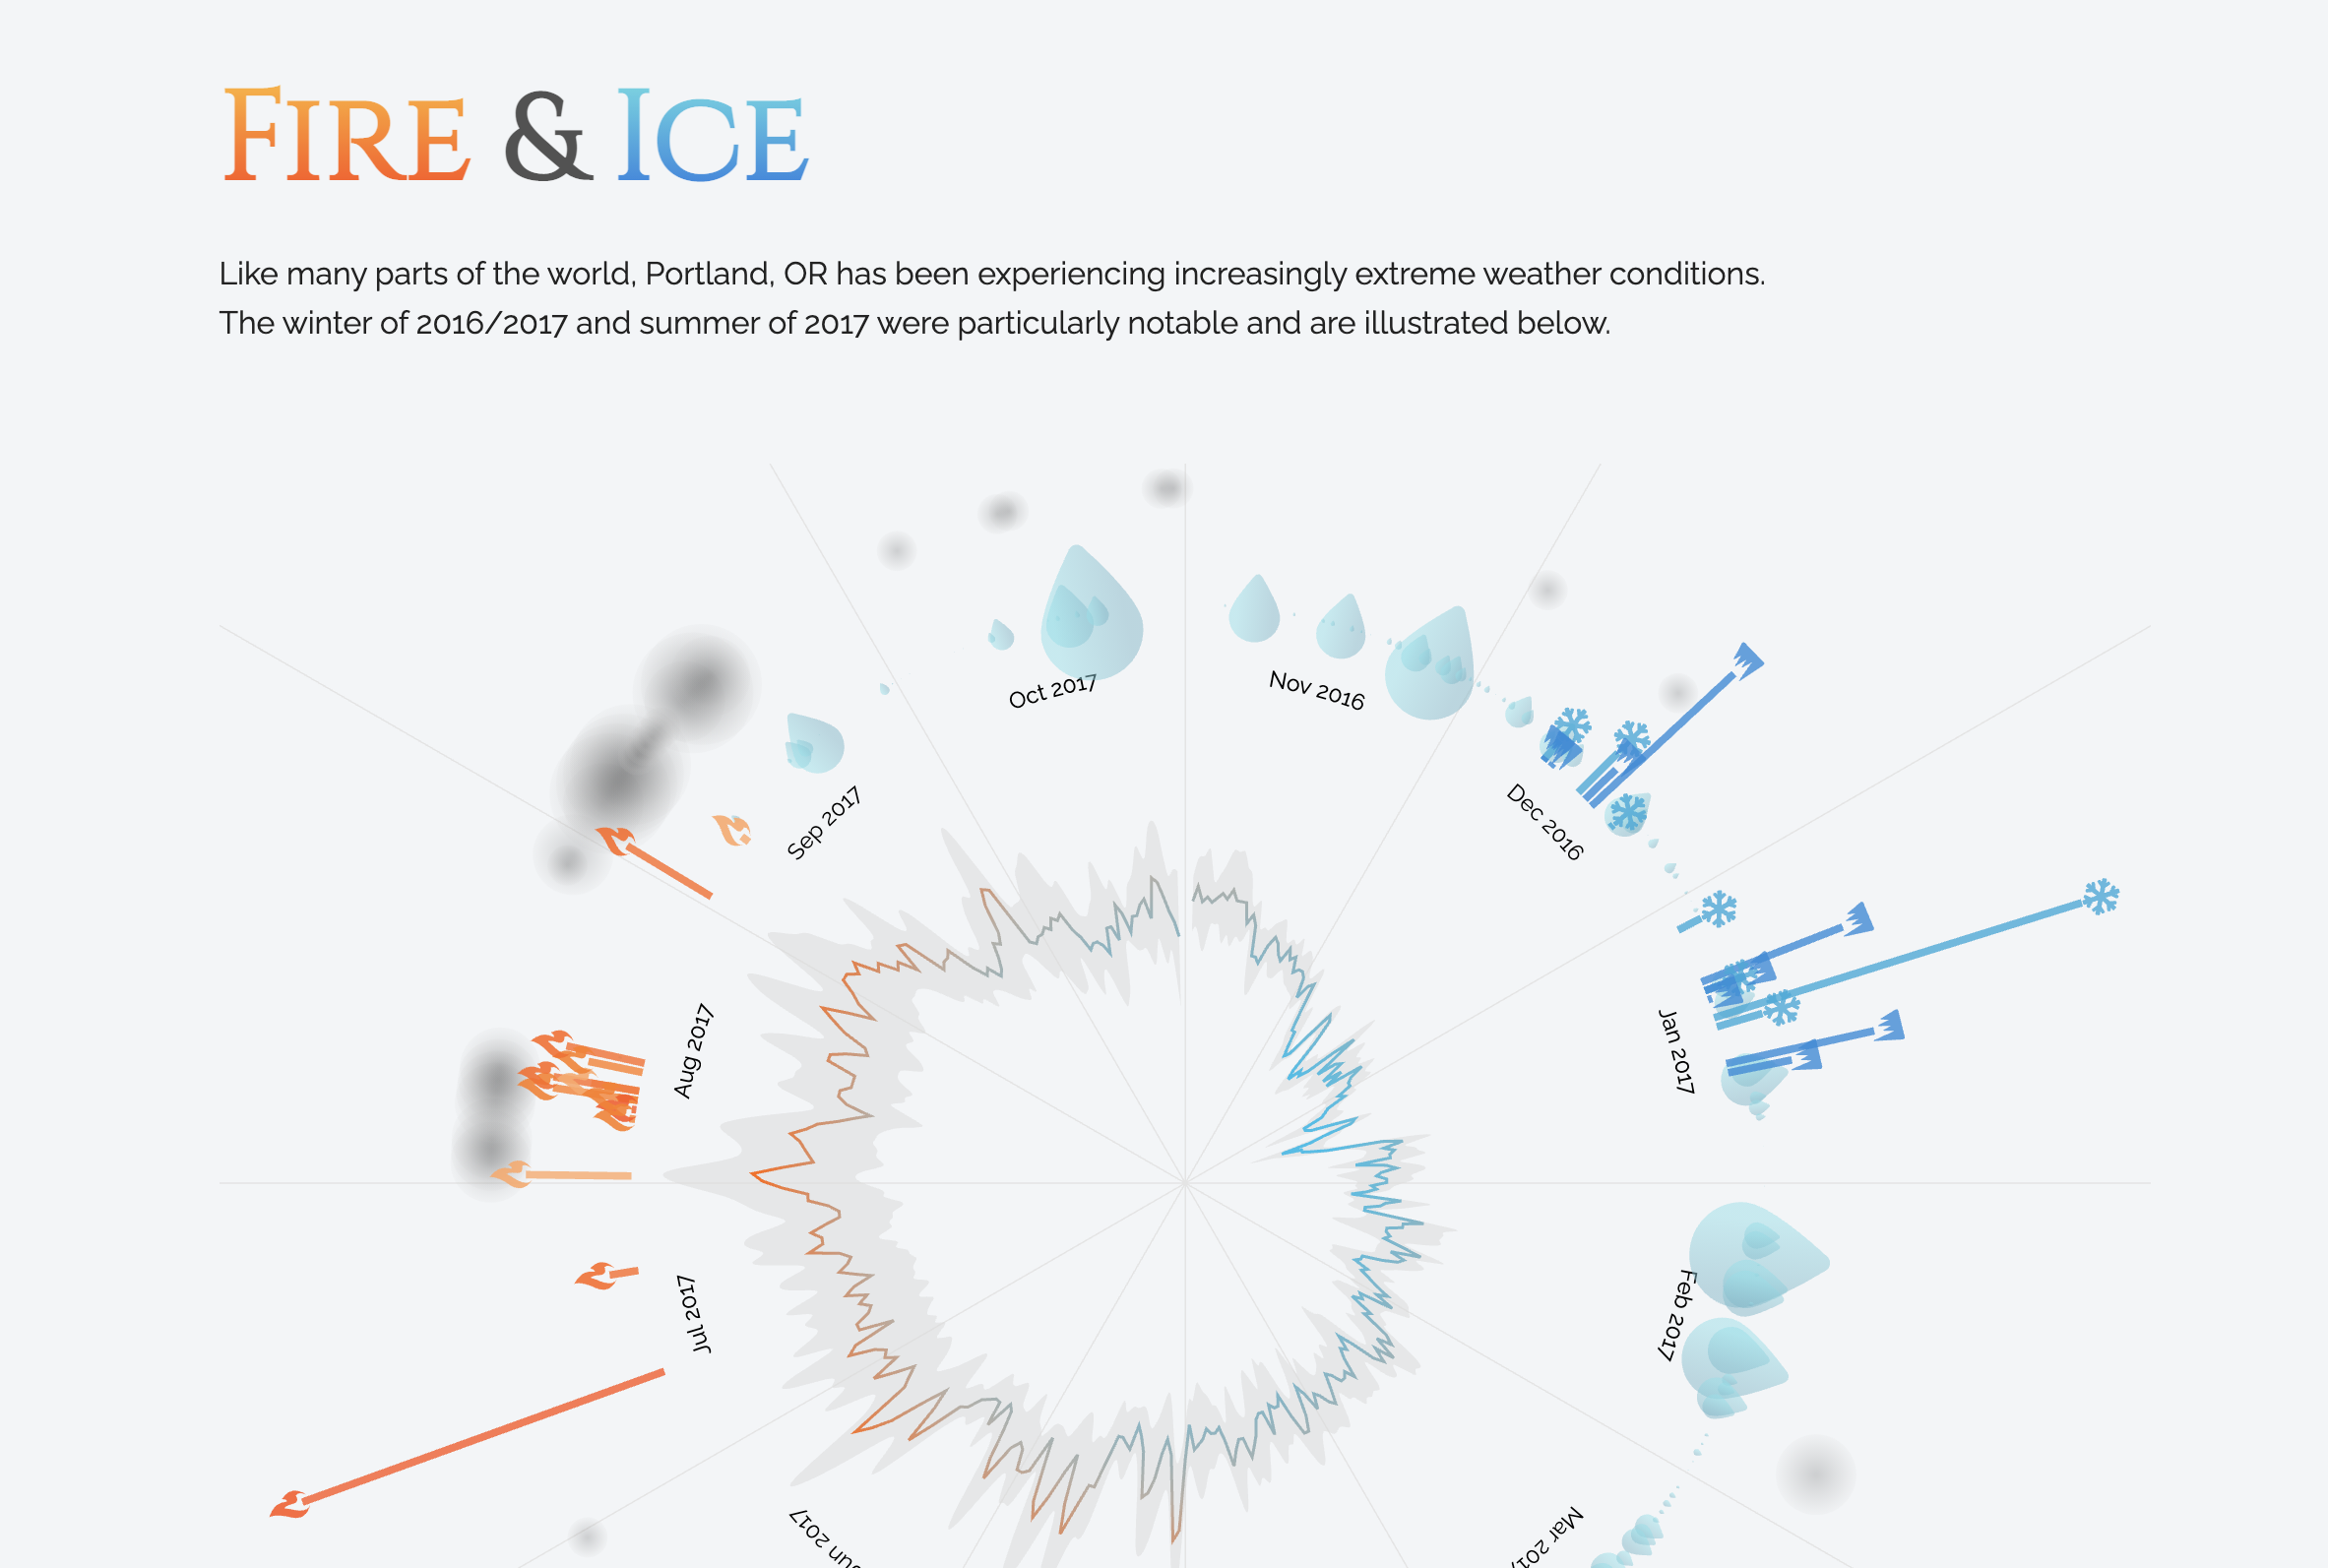 FIRE & ICE
Like many parts of the world, Portland, OR has been experiencing increasingly extreme weather conditions.
The winter of 2016/2017 and summer of 2017 were particularly notable and are illustrated below.
Oct 2017
Nov 2016
Sep 2017
Dec 2016
Aug 2017
Jan 2017
Jul 2017
Feb 2017
Jun 2017
Mar 2017